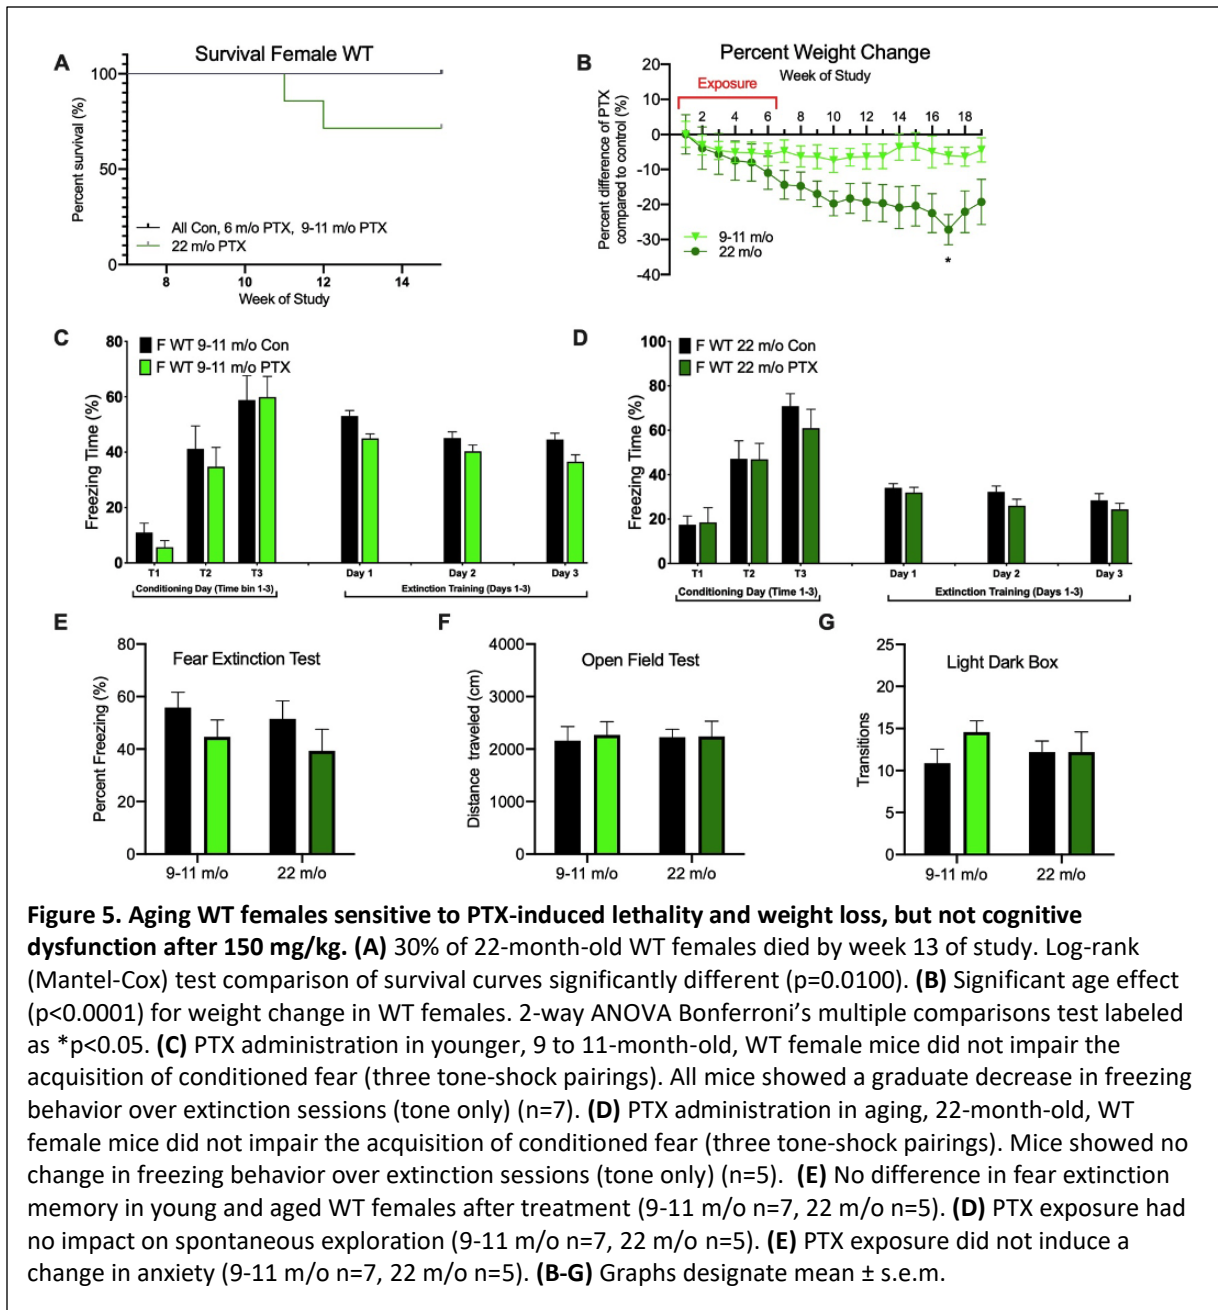 A
Survival Female WT
Percent survival (%)
100
50
0
All Con, 6 m/o PTX, 9-11 m/o PTX
22 m/o PTX
8 10 12 14
Week of Study
B
Percent Weight Change
Week of Study
Exposure
Percent difference of PTX
compared to control (%)
20
10
0
-10
-20
-30
-40
2 4 6 8 10 12 14 16 18
9-11 m/o
22 m/o
*
C
F WT 9-11 m/o Con
F WT 9-11 m/o PTX
Freezing Time (%)
80
60
40
20
0
T1 T2 T3 Day 1 Day 2 Day 3
Conditioning Day (Time bin 1-3) Extinction Training (Days 1-3)
D
F WT 22 m/o Con
F WT 22 m/o PTX
Freezing Time (%)
100
80
60
40
20
0
T1 T2 T3 Day 1 Day 2 Day 3
Conditioning Day (Time 1-3) Extinction Training (Days 1-3)
E
Fear Extinction Test
Percent Freezing (%)
80
60
40
20
0
9-11 m/o 22 m/o
F
Open Field Test
Distance traveled (cm)
4000
3000
2000
1000
0
9-11 m/o 22 m/o
G
Light Dark Box
Transitions
25
20
15
10
5
0
9-11 m/o 22 m/o
Figure 5. Aging WT females sensitive to PTX-induced lethality and weight loss, but not cognitive
dysfunction after 150 mg/kg. (A) 30% of 22-month-old WT females died by week 13 of study. Log-rank
(Mantel-Cox) test comparison of survival curves significantly different (p=0.0100). (B) Significant age effect
(p<0.0001) for weight change in WT females. 2-way ANOVA Bonferroni’s multiple comparisons test labeled
as *p<0.05. (C) PTX administration in younger, 9 to 11-month-old, WT female mice did not impair the
acquisition of conditioned fear (three tone-shock pairings). All mice showed a graduate decrease in freezing
behavior over extinction sessions (tone only) (n=7). (D) PTX administration in aging, 22-month-old, WT
female mice did not impair the acquisition of conditioned fear (three tone-shock pairings). Mice showed no
change in freezing behavior over extinction sessions (tone only) (n=5). (E) No difference in fear extinction
memory in young and aged WT females after treatment (9-11 m/o n=7, 22 m/o n=5). (D) PTX exposure had
no impact on spontaneous exploration (9-11 m/o n=7, 22 m/o n=5). (E) PTX exposure did not induce a
change in anxiety (9-11 m/o n=7, 22 m/o n=5). (B-G) Graphs designate mean ± s.e.m.